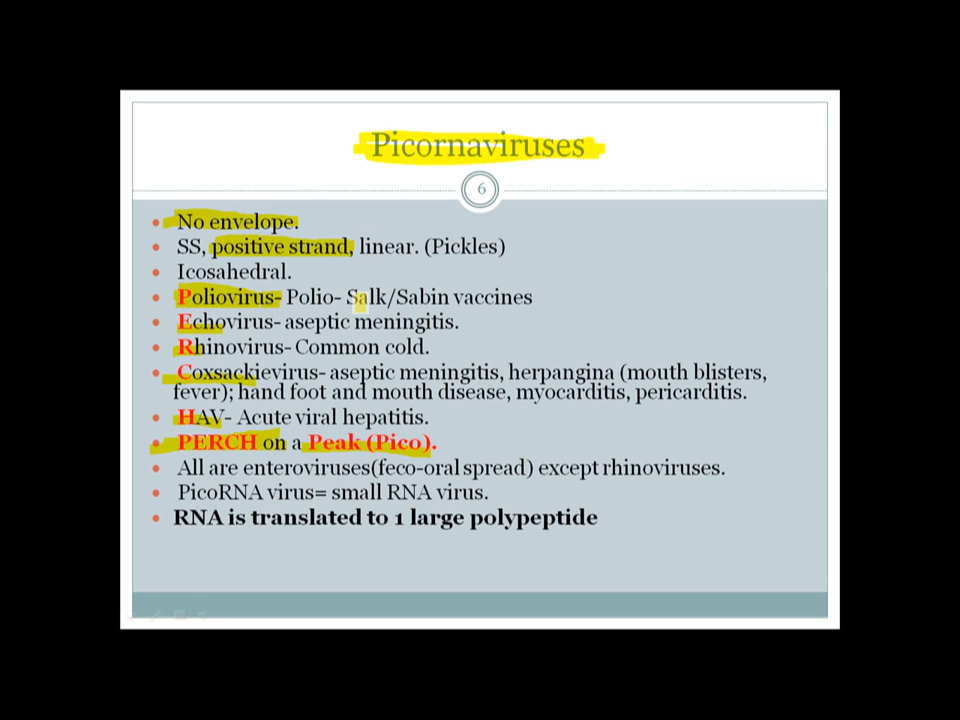 Picornaviruses
6
• No envelope.
• SS, positive strand, linear. (Pickles)
• Icosahedral.
• Poliovirus- Polio- Salk/Sabin vaccines
• Echovirus- aseptic meningitis.
• Rhinovirus- Common cold.
• Coxsackievirus- aseptic meningitis, herpangina (mouth blisters,
fever); hand foot and mouth disease, myocarditis, pericarditis.
• HAV- Acute viral hepatitis.
• PERCH on a Peak (Pico).
• All are enteroviruses(feco-oral spread) except rhinoviruses.
• PicoRNA virus= small RNA virus.
• RNA is translated to 1 large polypeptide